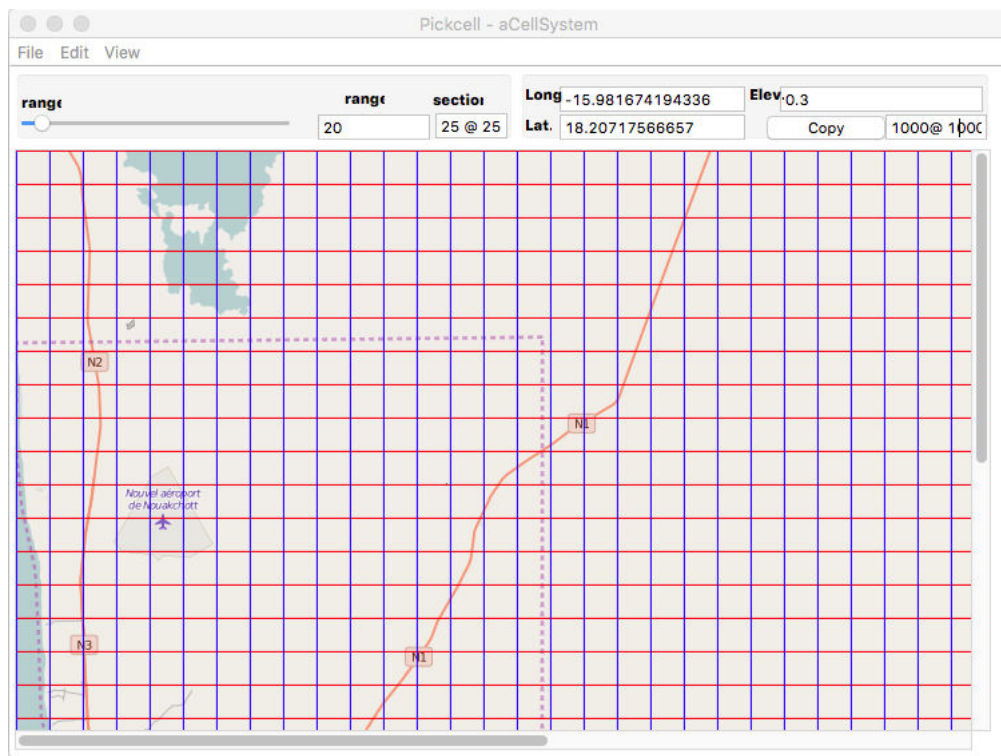 Pickcell - aCellSystem
File Edit View
range
range
section
Long -15.981674194336
Elev. 0.3
20
25 @ 25
Lat. 18.20717566657
Copy
1000@ 1000
N2
N1
Nouvel aéroport
de Nouakchott
N3
N1